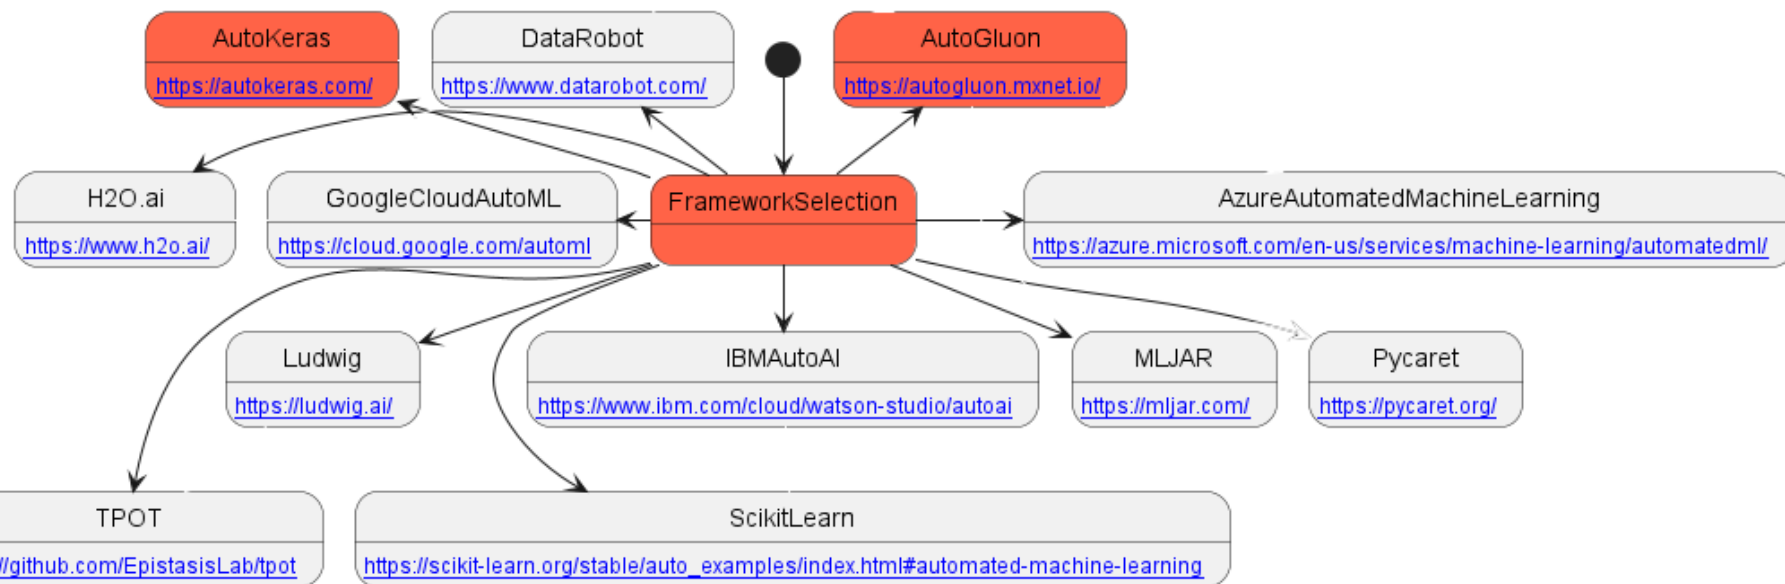 AutoKeras
https://autokeras.com/
DataRobot
https://www.datarobot.com/
AutoGluon
https://autogluon.mxnet.io/
H2O.ai
https://www.h2o.ai/
GoogleCloudAutoML
https://cloud.google.com/automl
FrameworkSelection
AzureAutomatedMachineLearning
https://azure.microsoft.com/en-us/services/machine-learning/automatedml/
Ludwig
https://ludwig.ai/
IBMAutoAI
https://www.ibm.com/cloud/watson-studio/autoai
MLJAR
https://mljar.com/
Pycaret
https://pycaret.org/
TPOT
//github.com/EpistasisLab/tpot
ScikitLearn
https://scikit-learn.org/stable/auto_examples/index.html#automated-machine-learning